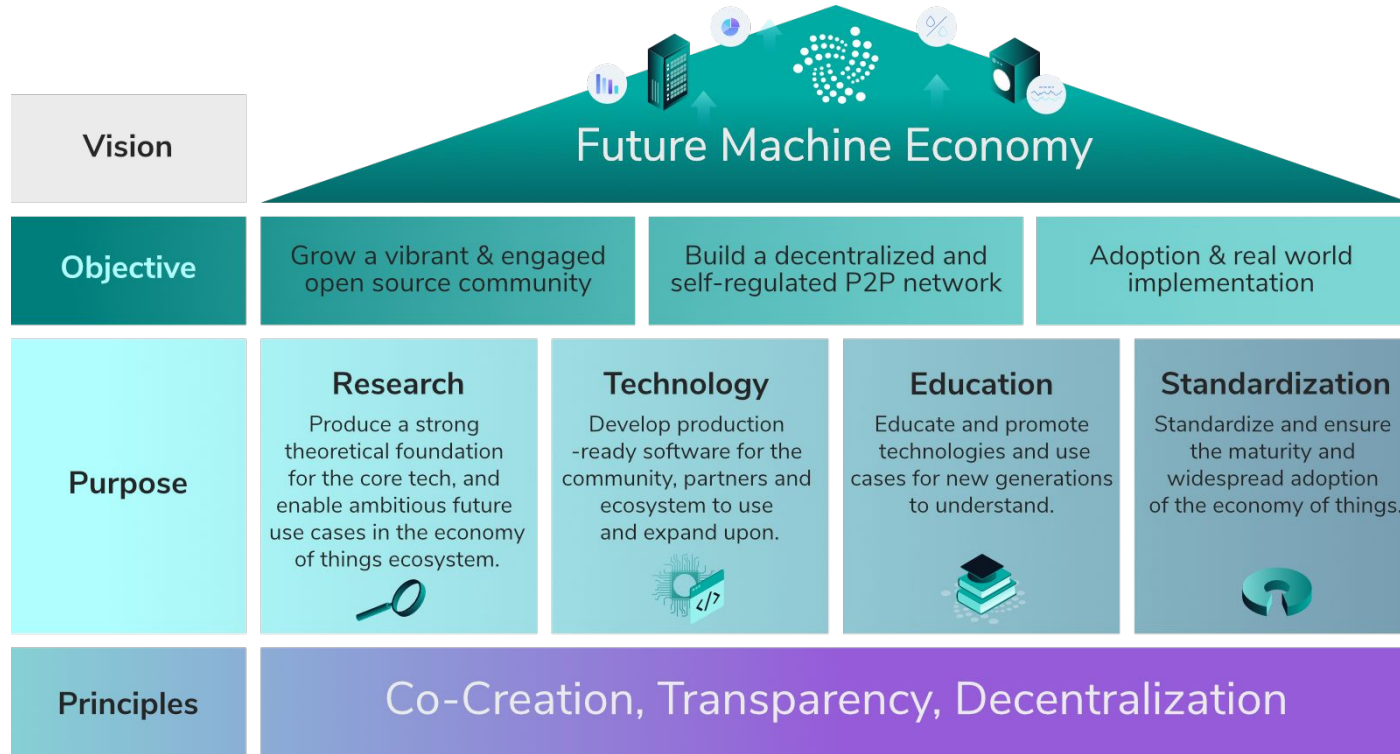 Vision
Future Machine Economy
Objective
Grow a vibrant & engaged
open source community
Build a decentralized and
self-regulated P2P network
Adoption & real world
implementation
Purpose
Research
Produce a strong
theoretical foundation
for the core tech, and
enable ambitious future
use cases in the economy
of things ecosystem.
Technology
Develop production
-ready software for the
community, partners and
ecosystem to use
and expand upon.
</>
Education
Educate and promote
technologies and use
cases for new generations
to understand.
Standardization
Standardize and ensure
the maturity and
widespread adoption
of the economy of things.
Principles
Co-Creation, Transparency, Decentralization